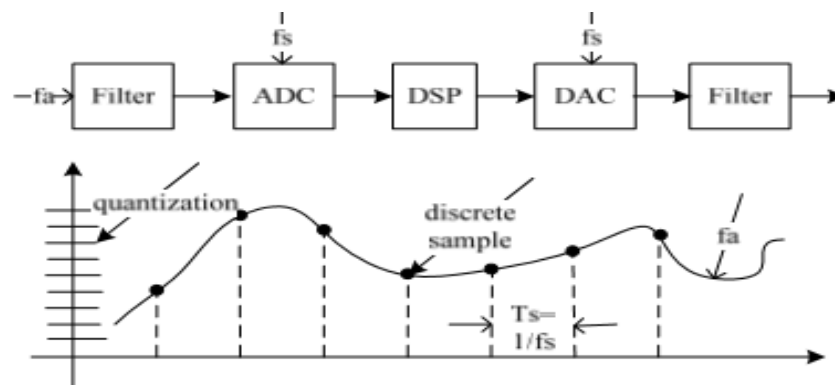 fs
fs
–fa
Filter
ADC
DSP
DAC
Filter
quantization
discrete
sample
fa
Ts=
1/fs